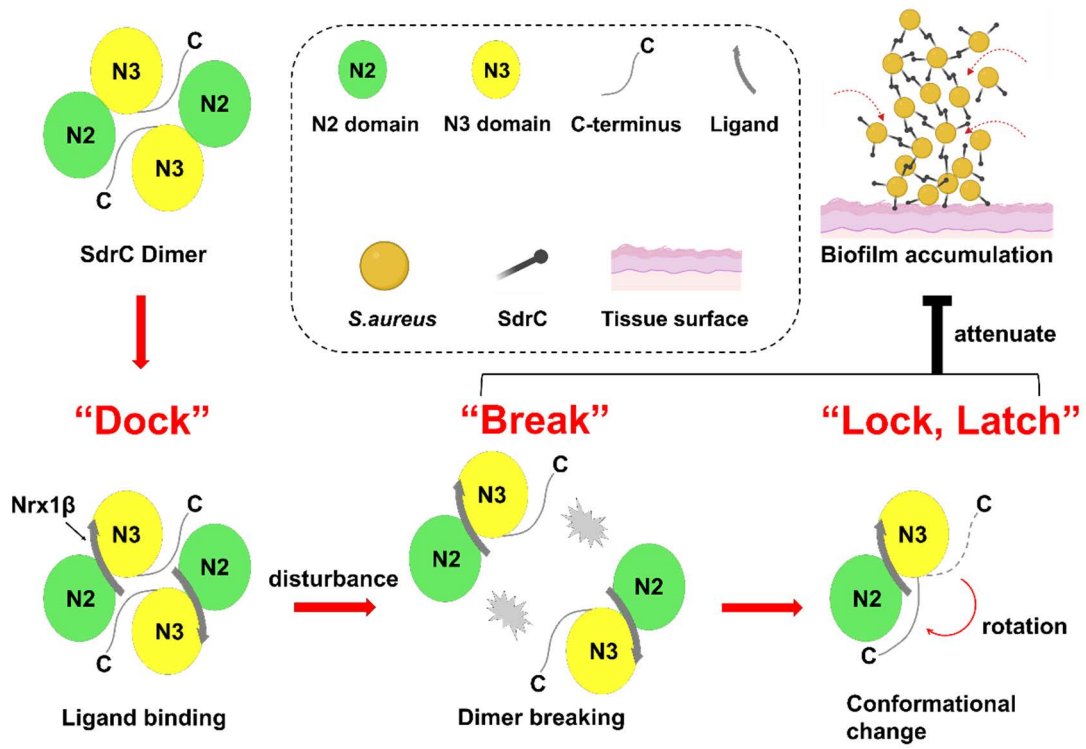 C
N3
N2
N2
N3
C
SdrC Dimer
N2
N3
C
N2 domain
N3 domain
C-terminus
Ligand
S.aureus
SdrC
Tissue surface
Biofilm accumulation
attenuate
“Dock”
“Break”
“Lock, Latch”
Nrx1β
C
N3
N2
N2
N3
C
Ligand binding
disturbance
C
N3
N2
N2
N3
C
Dimer breaking
C
N3
N2
C
rotation
Conformational
change